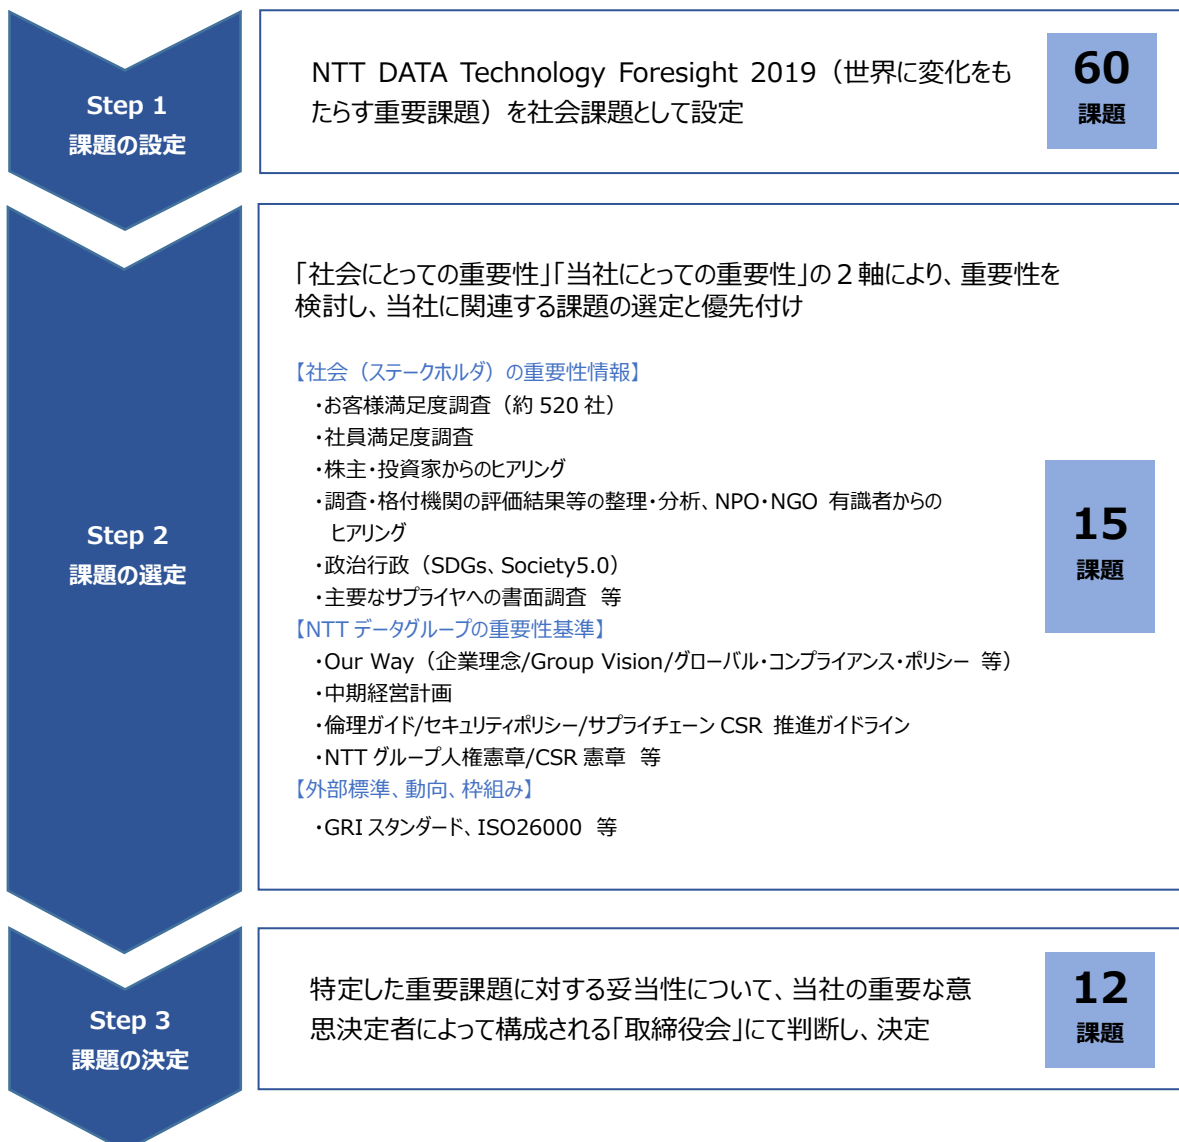 Step 1
課題の設定
NTT DATA Technology Foresight 2019（世界に変化をも
たらす重要課題）を社会課題として設定
60
課題
Step 2
課題の選定
「社会にとっての重要性」「当社にとっての重要性」の２軸により、重要性を
検討し、当社に関連する課題の選定と優先付け
【社会（ステークホルダ）の重要性情報】
・お客様満足度調査（約 520 社）
・社員満足度調査
・株主・投資家からのヒアリング
・調査・格付機関の評価結果等の整理・分析、NPO・NGO 有識者からの
ヒアリング
・政治行政（SDGs、Society5.0）
・主要なサプライヤへの書面調査 等
【NTT データグループの重要性基準】
・Our Way（企業理念/Group Vision/グローバル・コンプライアンス・ポリシー 等）
・中期経営計画
・倫理ガイド/セキュリティポリシー/サプライチェーン CSR 推進ガイドライン
・NTT グループ人権憲章/CSR 憲章 等
【外部標準、動向、枠組み】
・GRI スタンダード、ISO26000 等
15
課題
Step 3
課題の決定
特定した重要課題に対する妥当性について、当社の重要な意
思決定者によって構成される「取締役会」にて判断し、決定
12
課題